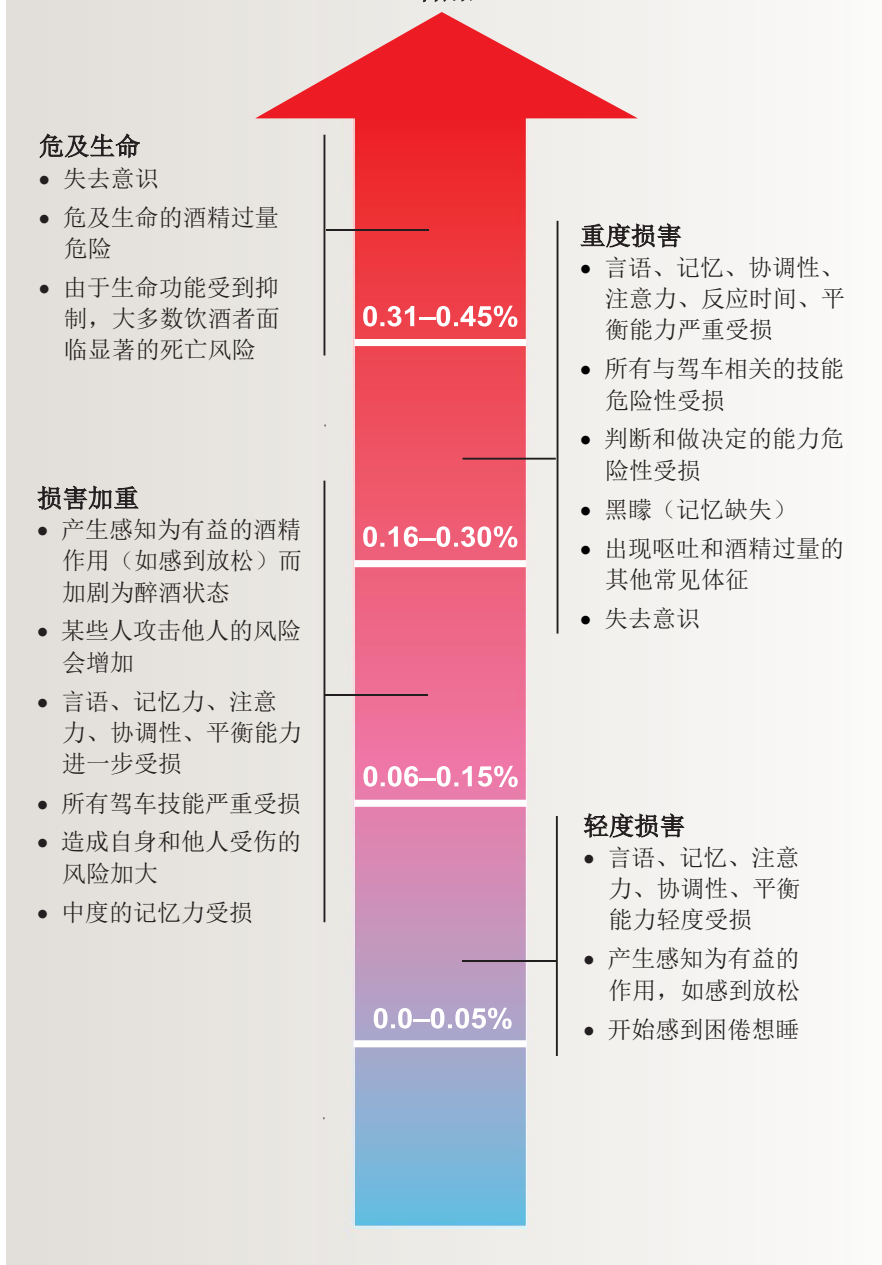 危及生命
• 失去意识
• 危及生命的酒精过量
危险
• 由于生命功能受到抑
制，大多数饮酒者面
临显著的死亡风险
0.31–0.45%
重度损害
• 言语、记忆、协调性、
注意力、反应时间、平
衡能力严重受损
• 所有与驾车相关的技能
危险性受损
• 判断和做决定的能力危
险性受损
• 黑矇（记忆缺失）
• 出现呕吐和酒精过量的
其他常见体征
• 失去意识
0.16–0.30%
损害加重
• 产生感知为有益的酒精
作用（如感到放松）而
加剧为醉酒状态
• 某些人攻击他人的风险
会增加
• 言语、记忆力、注意
力、协调性、平衡能力
进一步受损
• 所有驾车技能严重受损
• 造成自身和他人受伤的
风险加大
• 中度的记忆力受损
0.06–0.15%
轻度损害
• 言语、记忆、注意
力、协调性、平衡
能力轻度受损
• 产生感知为有益的
作用，如感到放松
• 开始感到困倦想睡
0.0–0.05%